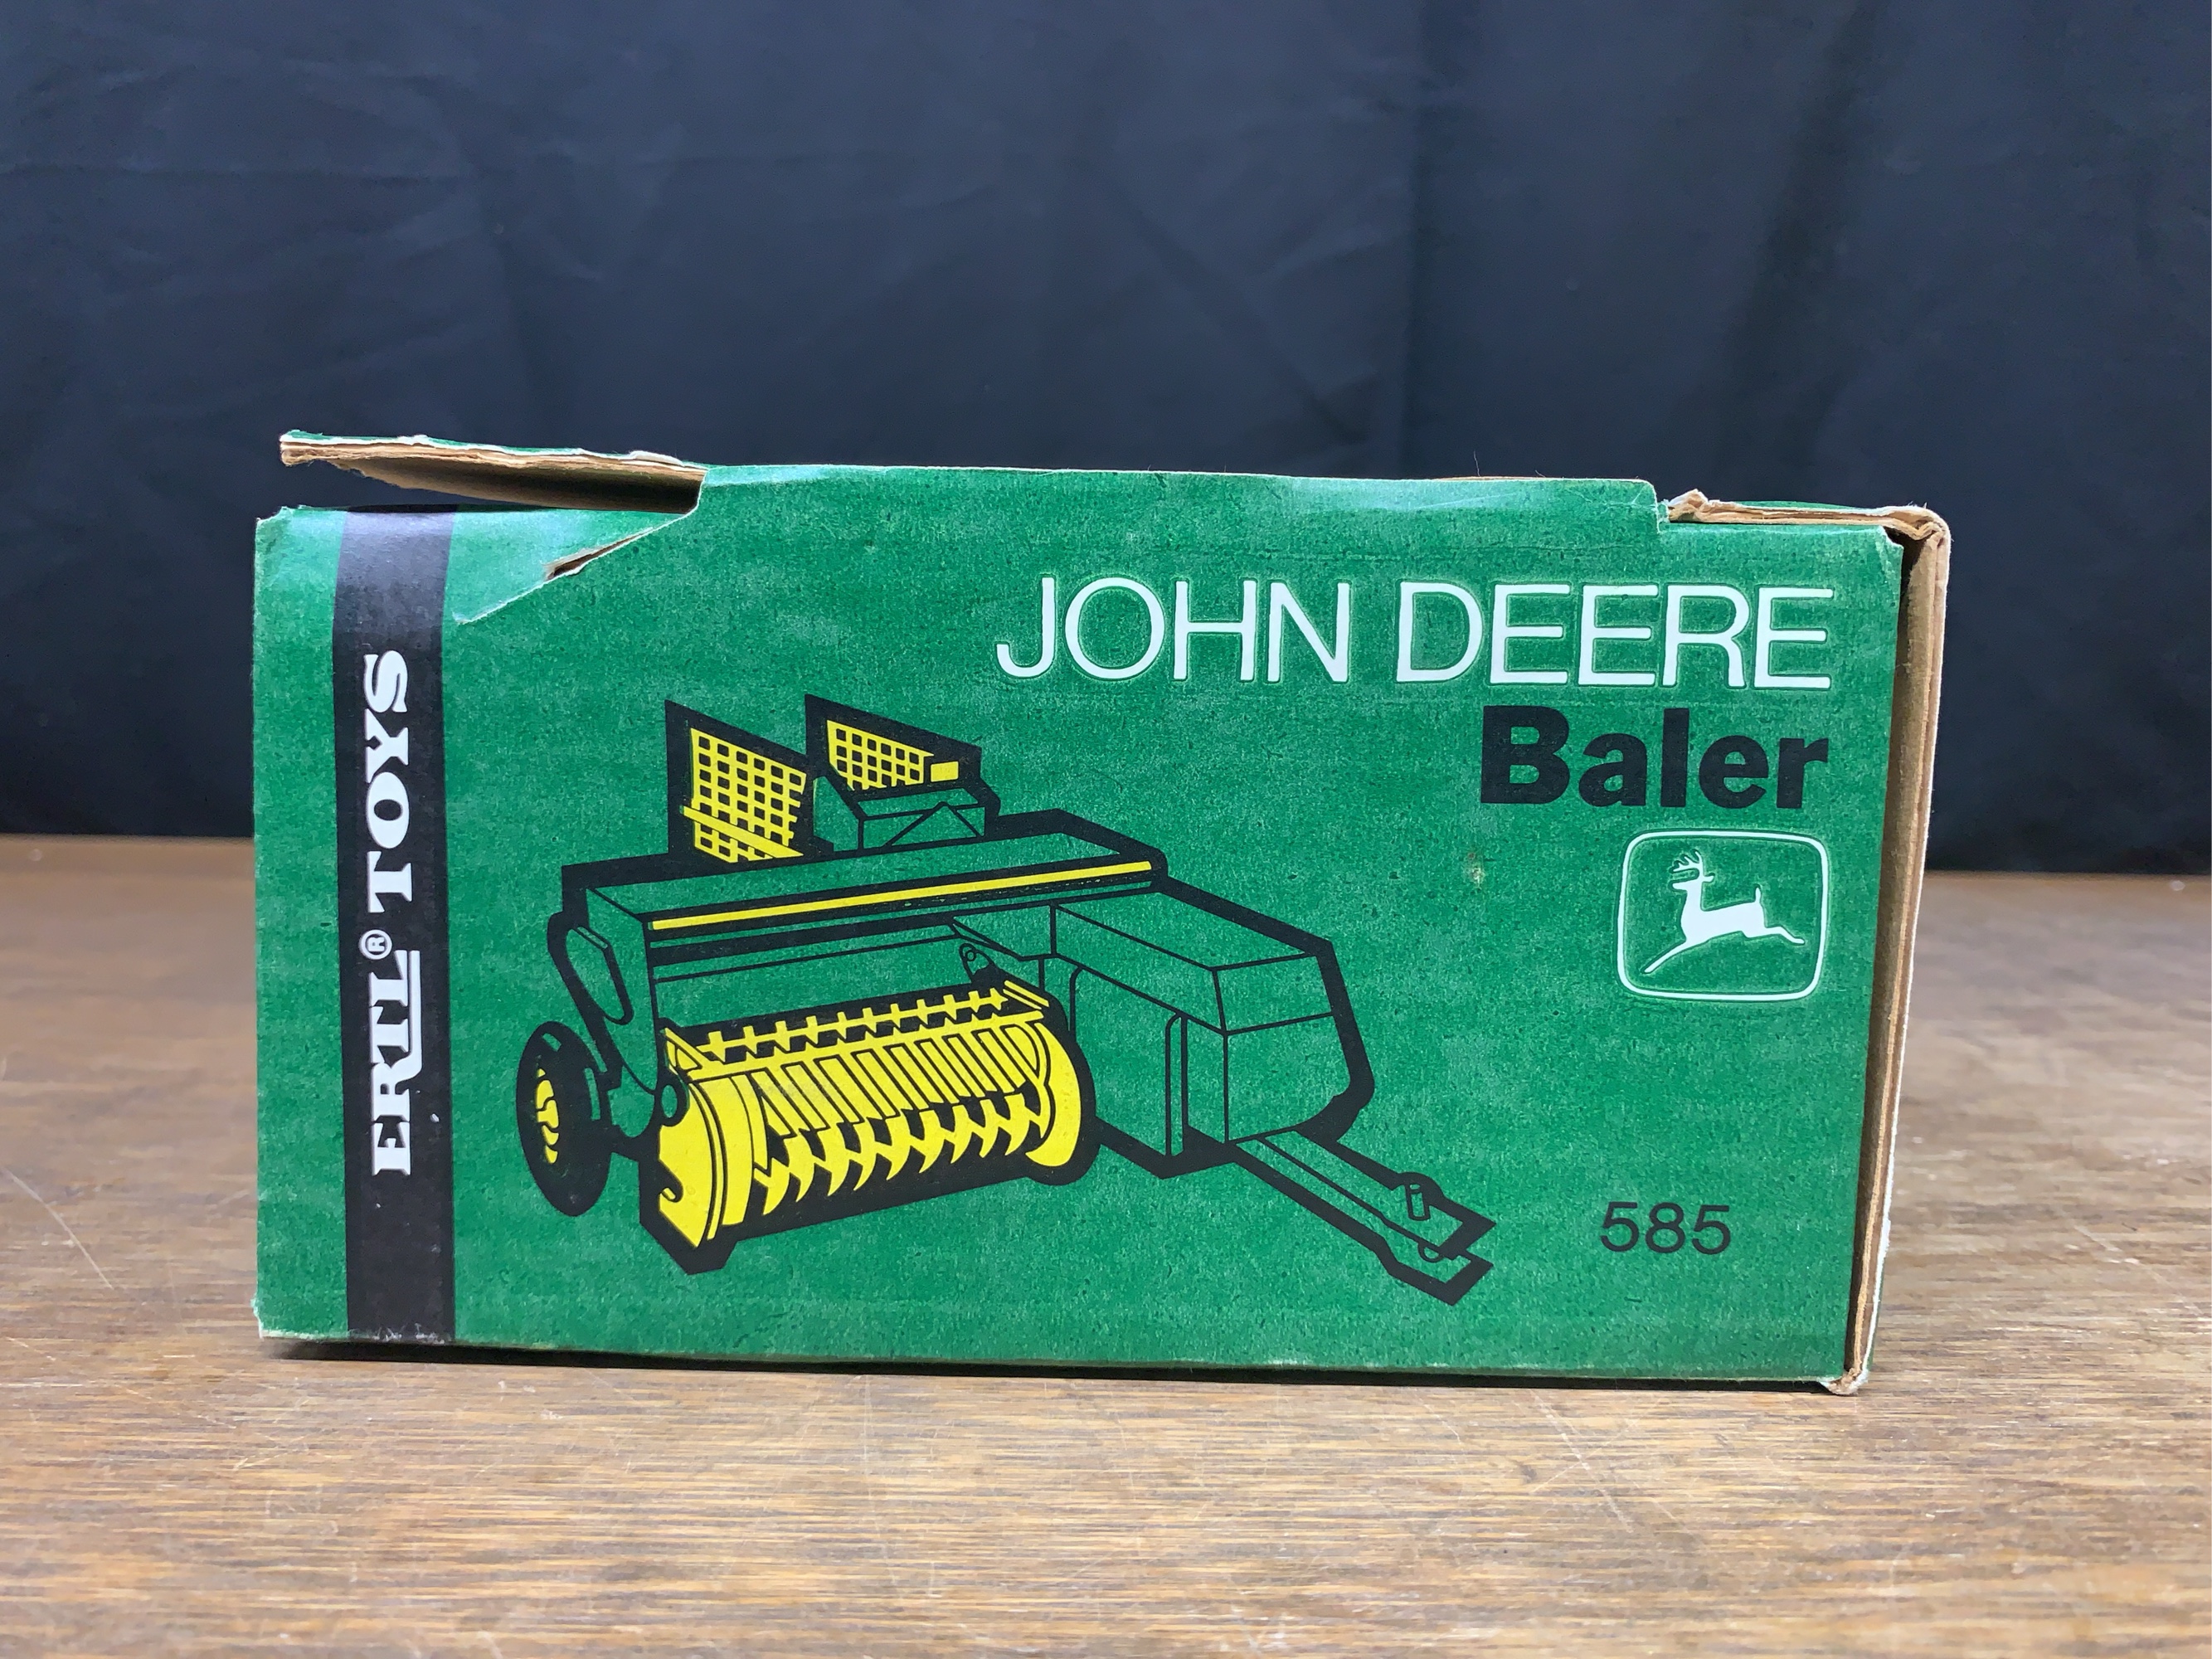 ERTL® TOYS
JOHN DEERE
Baler
585